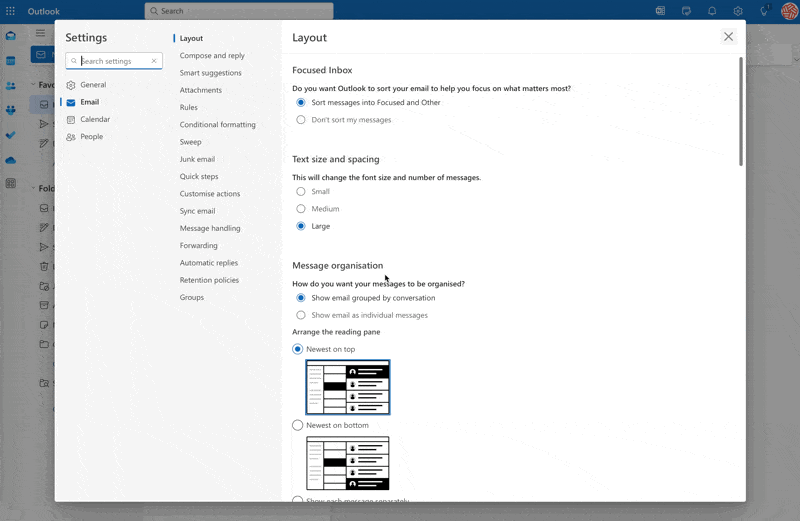 Outlook
Search
Settings
Search settings
General
Email
Calendar
People
Layout
Compose and reply
Smart suggestions
Attachments
Rules
Conditional formatting
Sweep
Junk email
Quick steps
Customise actions
Sync email
Message handling
Forwarding
Automatic replies
Retention policies
Groups
Layout
Focused Inbox
Do you want Outlook to sort your email to help you focus on what matters most?
Sort messages into Focused and Other
Don't sort my messages
Text size and spacing
This will change the font size and number of messages.
Small
Medium
Large
Message organisation
How do you want your messages to be organised?
Show email grouped by conversation
Show email as individual messages
Arrange the reading pane
Newest on top
Newest on bottom
Show each message separately
Favo
Folde